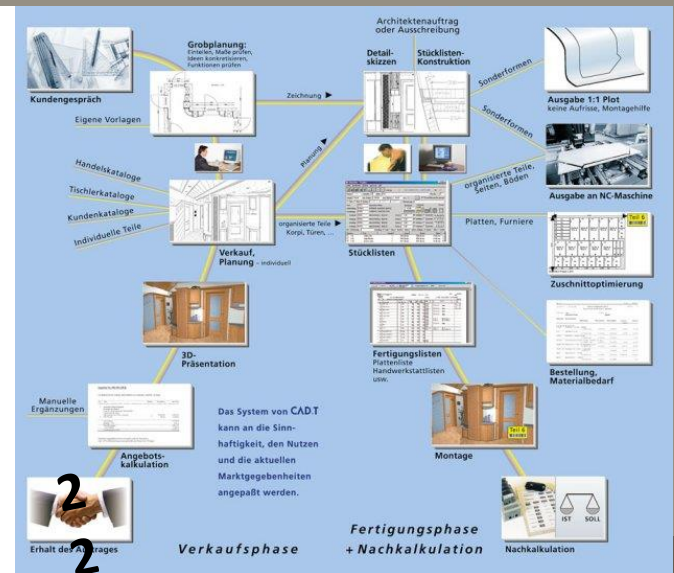 Architektenauftrag
oder Ausschreibung
Grobplanung:
Einteilen, Maße prüfen,
Ideen konkretisieren,
Funktionen prüfen
Detail-
skizzen
Stücklisten-
Konstruktion
Kundengespräch
Zeichnung
Sonderformen
Ausgabe 1:1 Plot
keine Aufrisse, Montagehilfe
Eigene Vorlagen
Sonderformen
Planung
Handelskataloge
Tischlerkataloge
Kundenkataloge
Individuelle Teile
organisierte Teile,
Seiten, Böden
Ausgabe an NC-Maschine
organisierte Teile
Korpi, Türen, ...
Platten, Furniere
Teil 6
Verkauf,
Planung - individuell
Stücklisten
Zuschnittoptimierung
3D-
Präsentation
Fertigungslisten
Plattenliste
Handwerkstattlisten
usw.
Bestellung,
Materialbedarf
Manuelle
Ergänzungen
Das System von CAD.T
kann an die Sinn-
haftigkeit, den Nutzen
und die aktuellen
Marktgegebenheiten
angepaßt werden.
Teil 6
Angebots-
kalkulation
Montage
2
2
IST SOLL
Erhalt des Auftrages
Verkaufsphase
Fertigungsphase
+ Nachkalkulation
Nachkalkulation